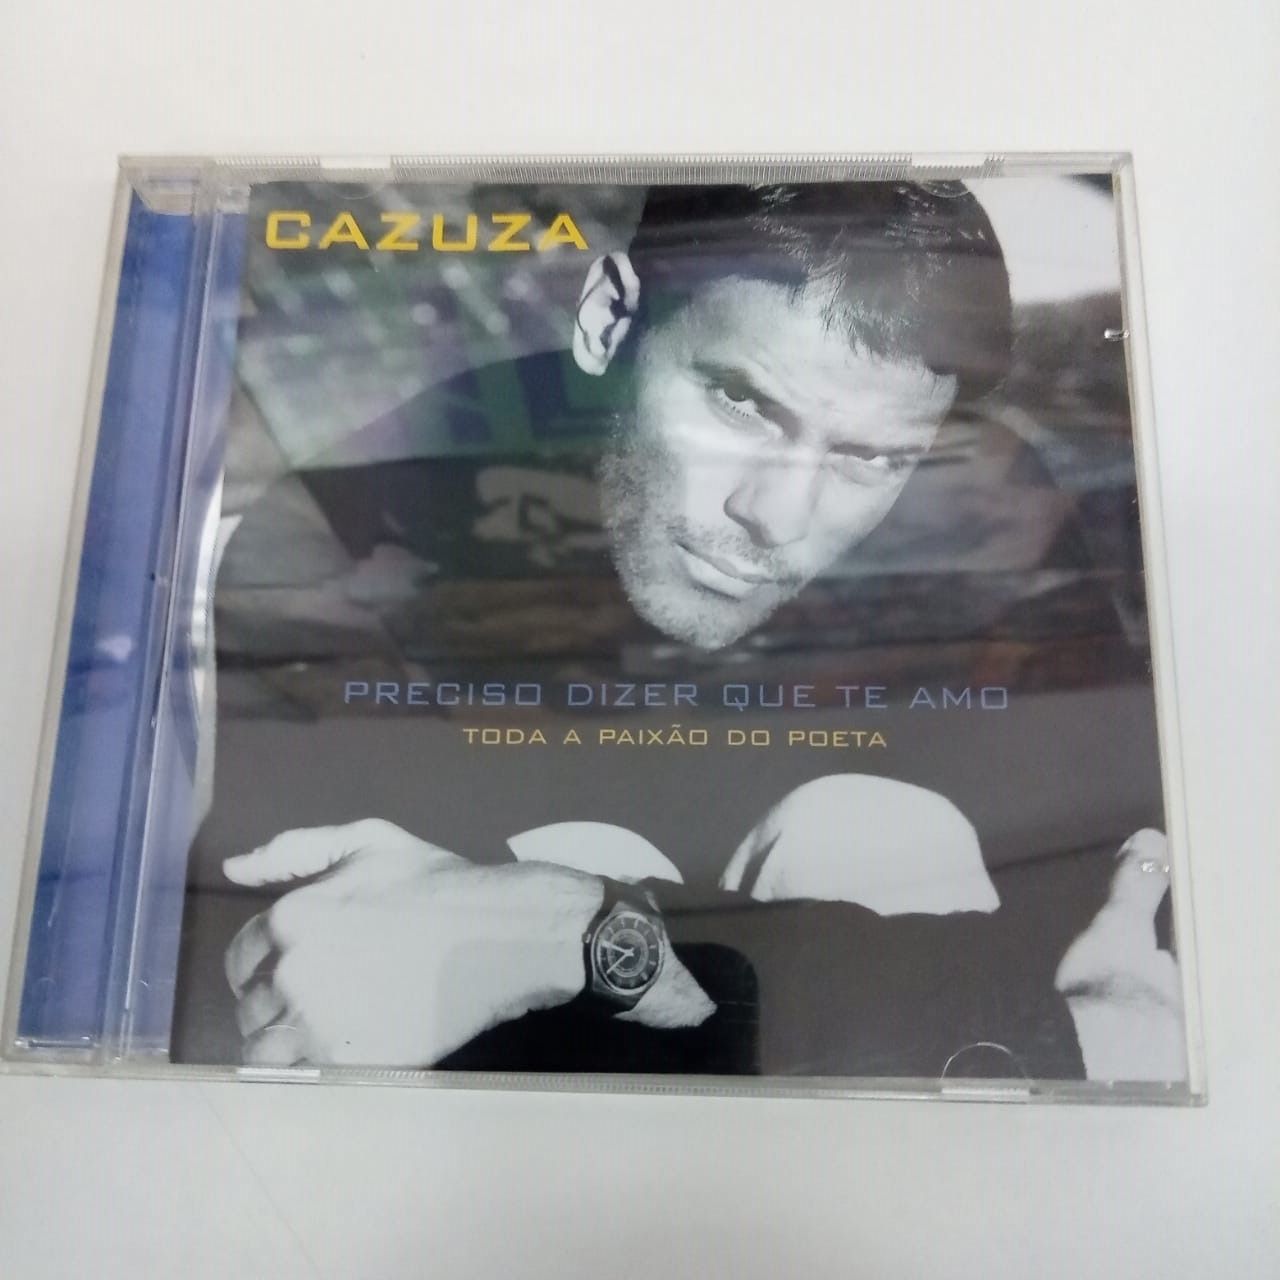 CAZUZA
PRECISO DIZER QUE TE AMO
TODA A PAIXÃO DO POETA